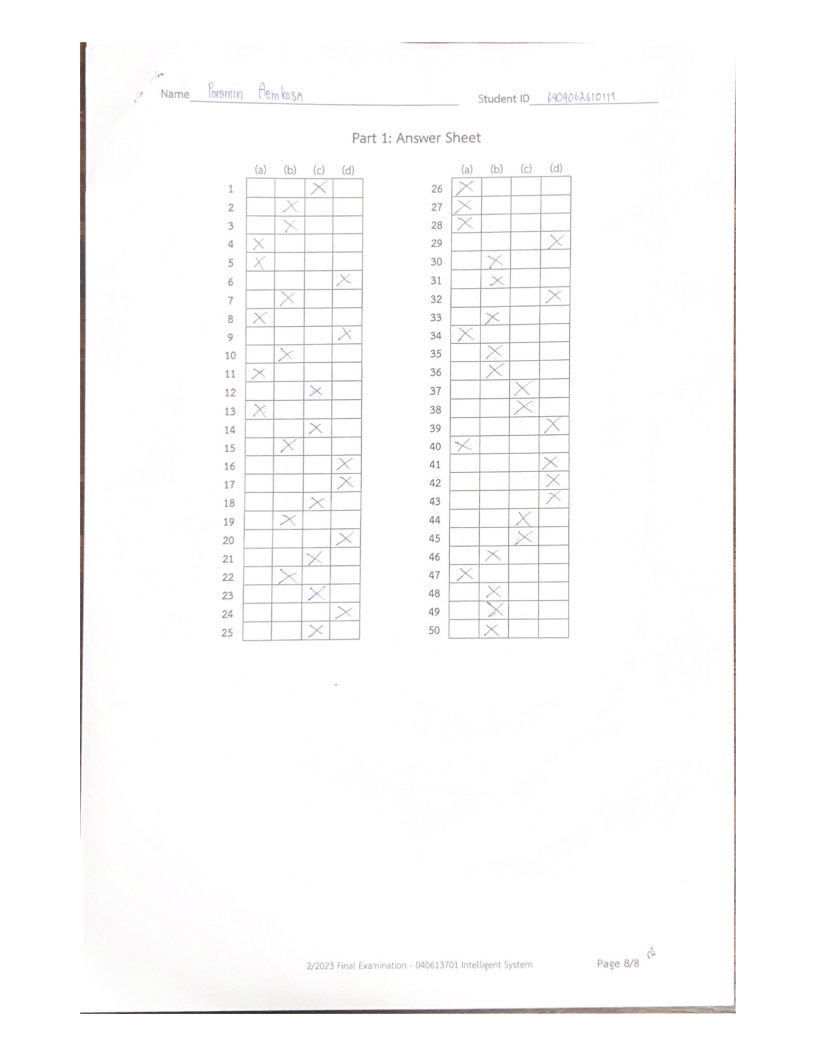 Name Poramin Aemkosa
Student ID 6409062610111
Part 1: Answer Sheet
(a) (b) (c) (d)
1 X
2 X
3 X
4 X
5 X
6 X
7 X
8 X
9 X
10 X
11 X
12 X
13 X
14 X
15 X
16 X
17 X
18 X
19 X
20 X
21 X
22 X
23 X
24 X
25 X
(a) (b) (c) (d)
26 X
27 X
28 X
29 X
30 X
31 X
32 X
33 X
34 X
35 X
36 X
37 X
38 X
39 X
40 X
41 X
42 X
43 X
44 X
45 X
46 X
47 X
48 X
49 X
50 X
2/2023 Final Examination - 040613701 Intelligent System
Page 8/8